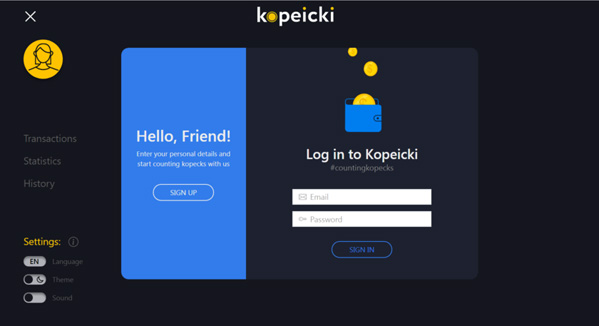 kopeicki
Transactions
Statistics
History
Settings:
EN
Language
Theme
Sound
Hello, Friend!
Enter your personal details and
start counting kopecks with us
SIGN UP
Log in to Kopeicki
#countingkopecks
Email
Password
SIGN IN